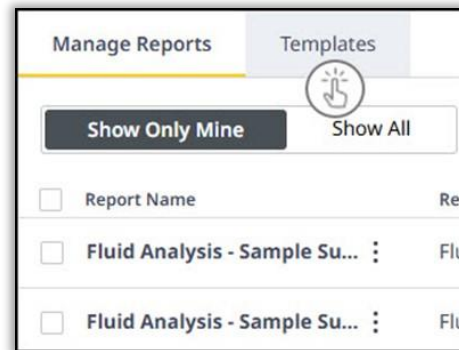 Manage Reports Templates
Show Only Mine Show All
Report Name Re
Fluid Analysis - Sample Su... Flu
Fluid Analysis - Sample Su... Flu